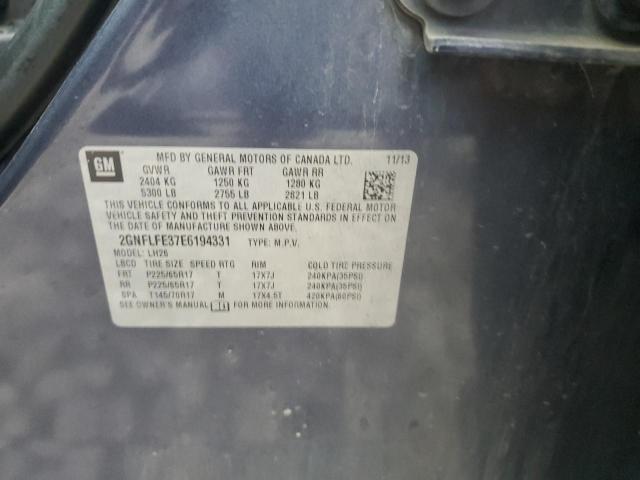 GM
MFD BY GENERAL MOTORS OF CANADA LTD. 11/13
GVWR GAWR FRT GAWR RR
2404 KG 1250 KG 1280 KG
5300 LB 2755 LB 2821 LB
THIS VEHICLE CONFORMS TO ALL APPLICABLE U.S. FEDERAL MOTOR
VEHICLE SAFETY AND THEFT PREVENTION STANDARDS IN EFFECT ON
THE DATE OF MANUFACTURE SHOWN ABOVE.
2GNFLFE37E6194331 TYPE: M.P.V.
MODEL: LH26
LBCD TIRE SIZE SPEED RTG RIM COLD TIRE PRESSURE
FRT P225/65R17 T 17X7J 240KPA(35PSI)
RR P225/65R17 T 17X7J 240KPA(35PSI)
SPA T145/70R17 M 17X4.5T 420KPA(60PSI)
SEE OWNER'S MANUAL FOR ADDITIONAL INFORMATION.